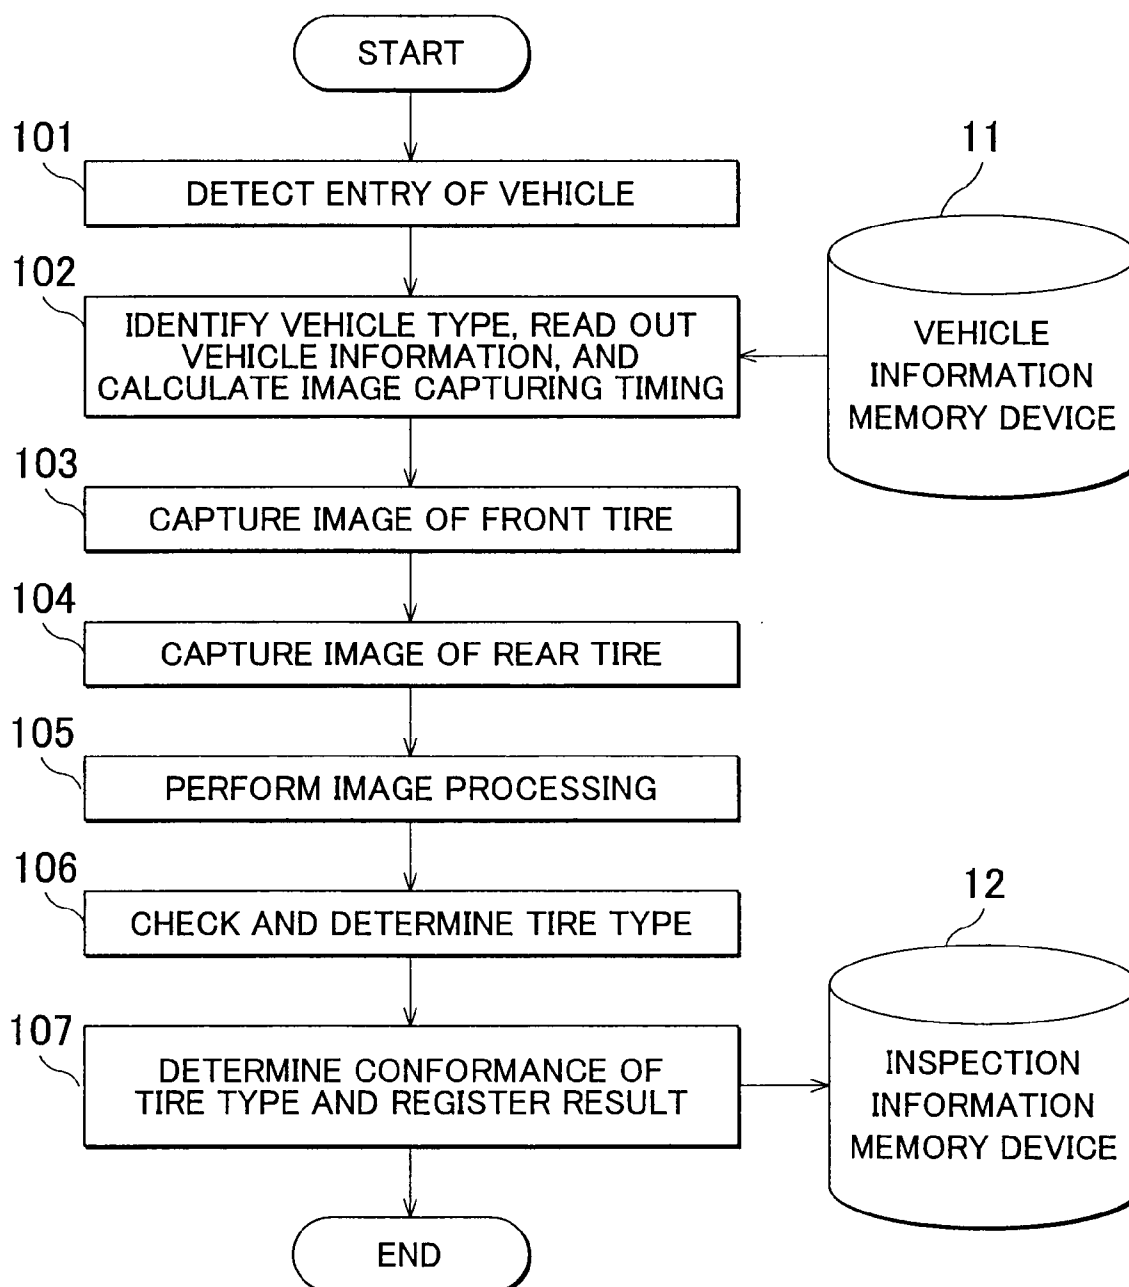 START
101
DETECT ENTRY OF VEHICLE
11
102
IDENTIFY VEHICLE TYPE, READ OUT
VEHICLE INFORMATION, AND
CALCULATE IMAGE CAPTURING TIMING
VEHICLE
INFORMATION
MEMORY DEVICE
103
CAPTURE IMAGE OF FRONT TIRE
104
CAPTURE IMAGE OF REAR TIRE
105
PERFORM IMAGE PROCESSING
106
CHECK AND DETERMINE TIRE TYPE
12
107
DETERMINE CONFORMANCE OF
TIRE TYPE AND REGISTER RESULT
INSPECTION
INFORMATION
MEMORY DEVICE
END